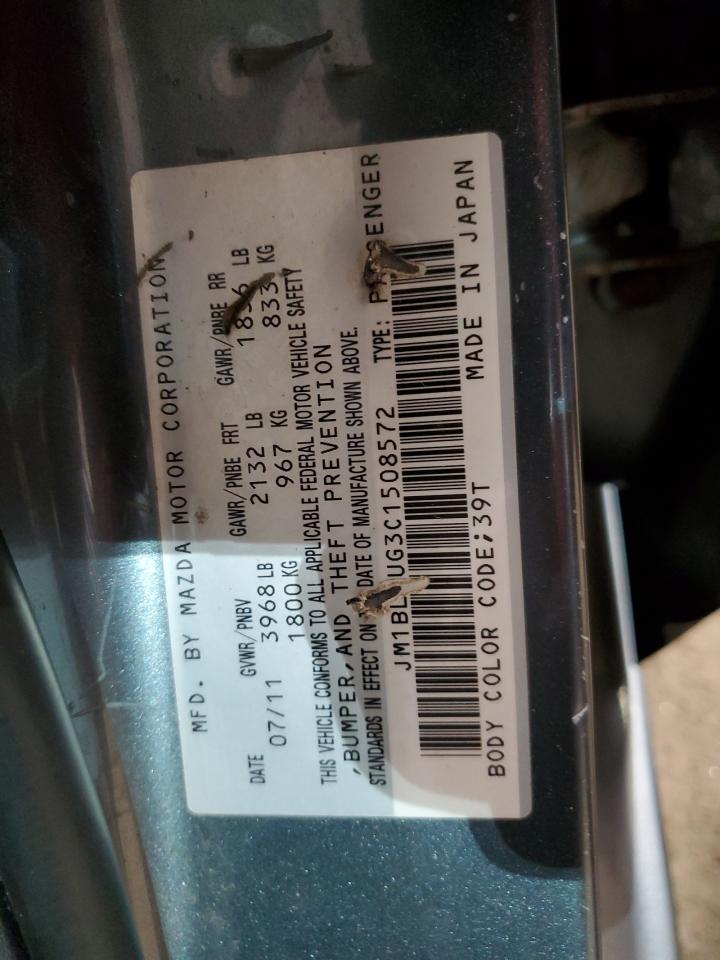 MFD. BY MAZDA MOTOR CORPORATION
DATE GVWR/PNBV GAWR/PNBE FRT GAWR/PNBE RR
07/11 3968 LB 2132 LB LB
1800 KG 967 KG 833 KG
THIS VEHICLE CONFORMS TO ALL APPLICABLE FEDERAL MOTOR VEHICLE SAFETY
,BUMPER,AND THEFT PREVENTION
STANDARDS IN EFFECT ON DATE OF MANUFACTURE SHOWN ABOVE.
JM1BL UG3C1508572 TYPE: PASSENGER
BODY COLOR CODE;39T MADE IN JAPAN